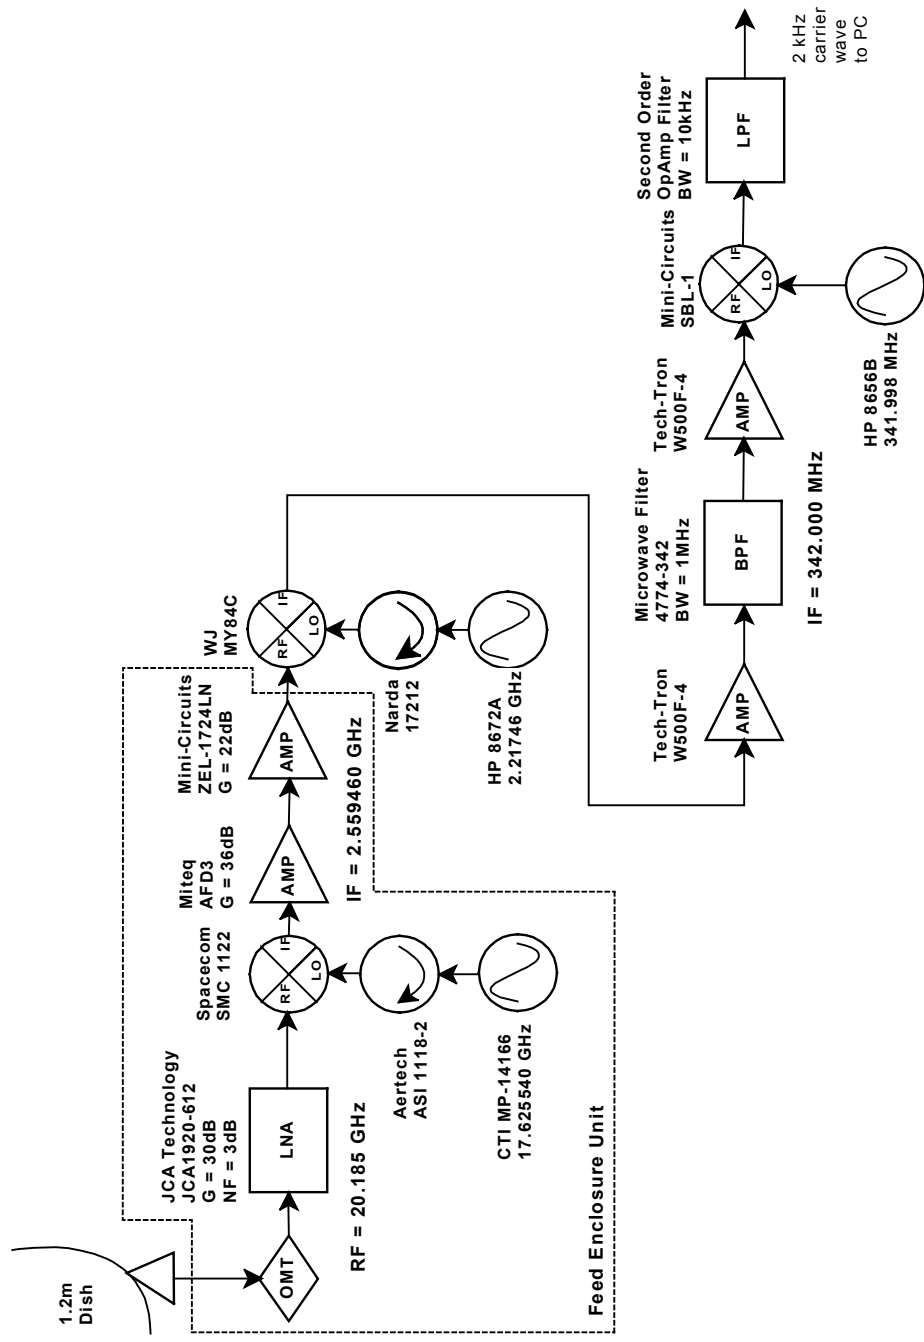 1.2m
Dish
OMT
JCA Technology
JCA1920-612
G = 30dB
NF = 3dB
LNA
RF = 20.185 GHz
Spacecom
SMC 1122
RF
IF
LO
Aertech
ASI 1118-2
CTI MP-14166
17.625540 GHz
Miteq
AFD3
G = 36dB
AMP
Mini-Circuits
ZEL-1724LN
G = 22dB
AMP
IF = 2.559460 GHz
Feed Enclosure Unit
WJ
MY84C
RF
IF
LO
Narda
17212
HP 8672A
2.21746 GHz
Tech-Tron
W500F-4
AMP
Microwave Filter
4774-342
BW = 1MHz
BPF
IF = 342.000 MHz
Tech-Tron
W500F-4
AMP
Mini-Circuits
SBL-1
RF
IF
LO
HP 8656B
341.998 MHz
Second Order
OpAmp Filter
BW = 10kHz
LPF
2 kHz
carrier
wave
to PC